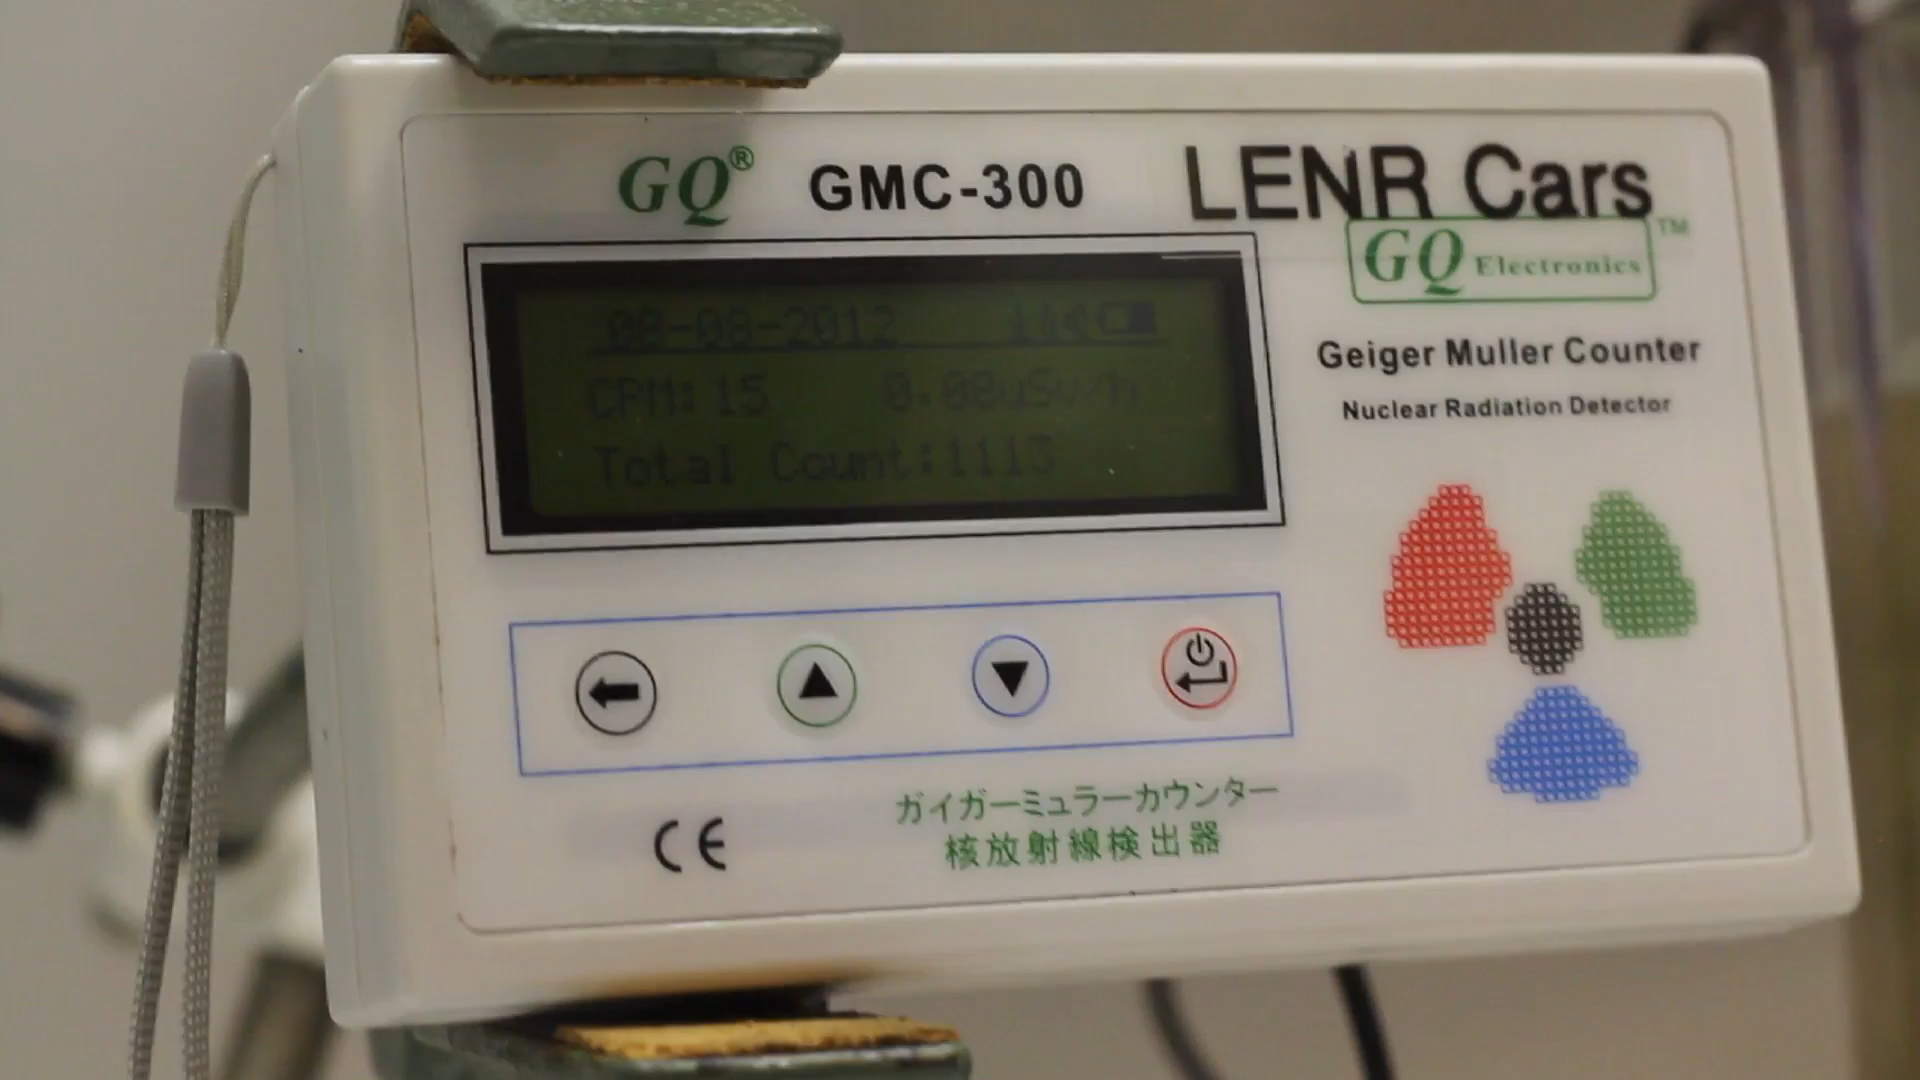 GQ® GMC-300 LENR Cars
GQ Electronics ™
08-08-2012
CPM: 15 0.08uSv/h
Total Count:1113
Geiger Muller Counter
Nuclear Radiation Detector
CE
ガイガーミュラーカウンター
核放射線検出器